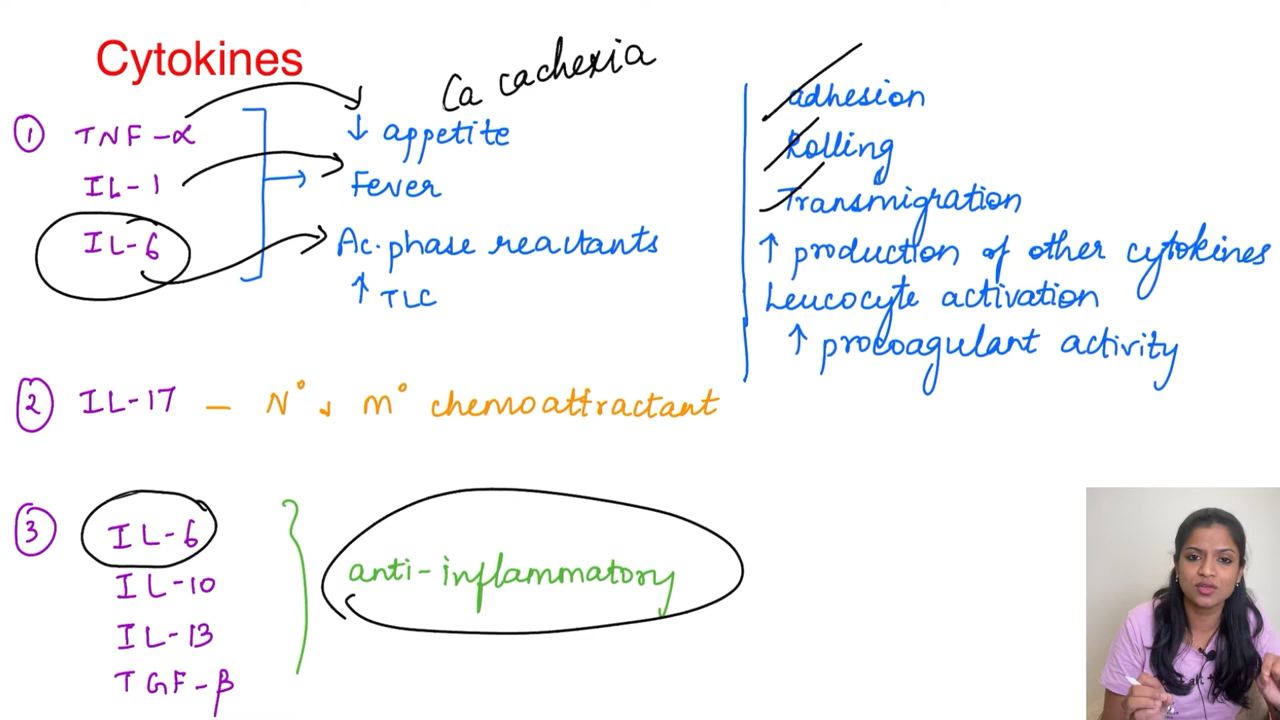 Cytokines
Ca cachexia
① TNF-α
IL-1
IL-6
↓ appetite
Fever
Ac. phase reactants
↑ TLC
adhesion
Rolling
Transmigration
↑ production of other cytokines
Leucocyte activation
↑ procoagulant activity
② IL-17 – N° & m° chemoattractant
③ IL-6
IL-10
IL-13
TGF-β
anti-inflammatory